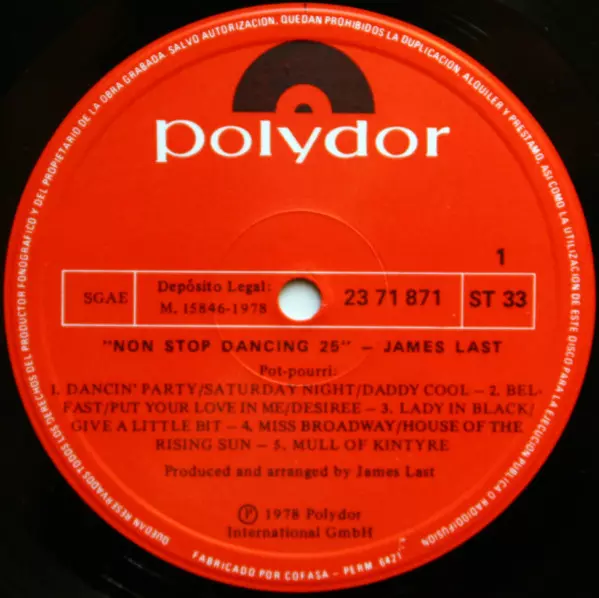 QUEDAN RESERVADOS TODOS LOS DERECHOS DEL PRODUCTOR FONOGRAFICO Y DEL PROPIETARIO DE LA OBRA GRABADA. SALVO AUTORIZACION, QUEDAN PROHIBIDOS LA DUPLICACION, ALQUILER Y PRESTAMO, ASI COMO LA UTILIZACION DE ESTE DISCO PARA LA EJECUCION PUBLICA O RADIODIFUSION
polydor
1
SGAE
Depósito Legal:
M. 15846-1978
23 71 871
ST 33
"NON STOP DANCING 25" – JAMES LAST
Pot-pourri:
1. DANCIN' PARTY/SATURDAY NIGHT/DADDY COOL – 2. BEL-
FAST/PUT YOUR LOVE IN ME/DESIREE – 3. LADY IN BLACK/
GIVE A LITTLE BIT – 4. MISS BROADWAY/HOUSE OF THE
RISING SUN – 5. MULL OF KINTYRE
Produced and arranged by James Last
Ⓟ 1978 Polydor
International GmbH
FABRICADO POR COFASA – PERM 6421